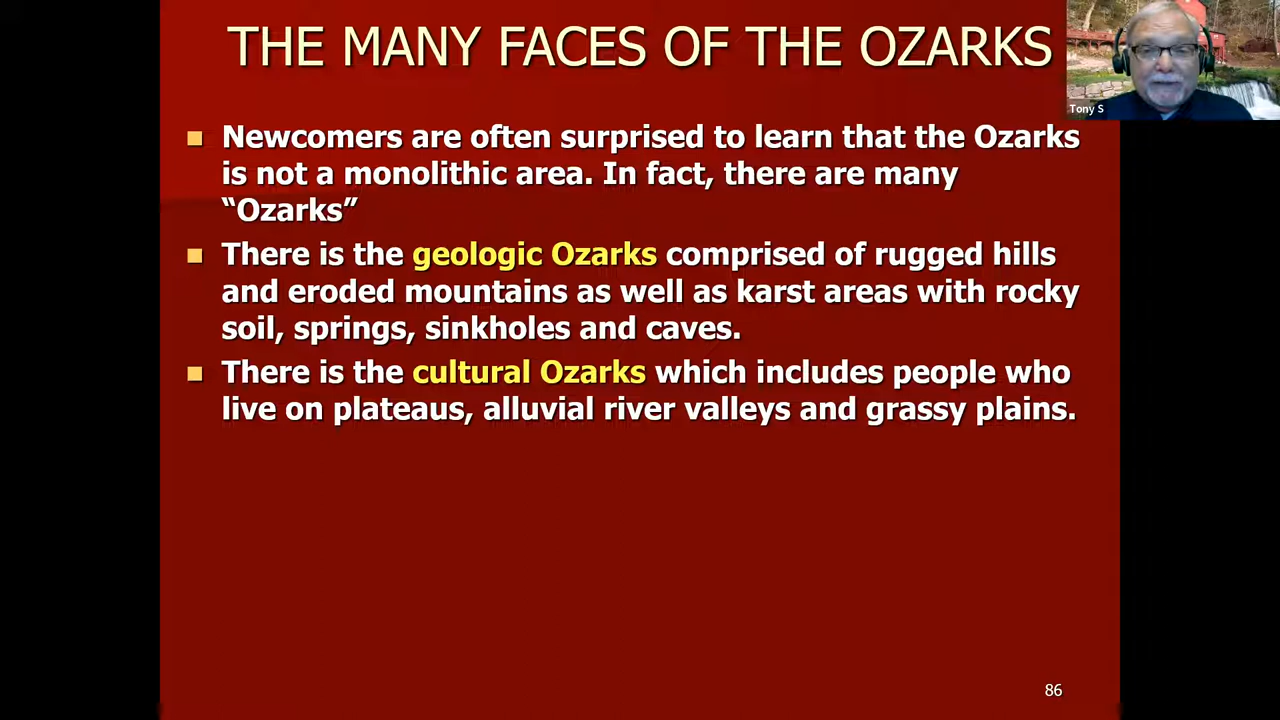 THE MANY FACES OF THE OZARKS
Tony S
Newcomers are often surprised to learn that the Ozarks
is not a monolithic area. In fact, there are many
“Ozarks”
There is the geologic Ozarks comprised of rugged hills
and eroded mountains as well as karst areas with rocky
soil, springs, sinkholes and caves.
There is the cultural Ozarks which includes people who
live on plateaus, alluvial river valleys and grassy plains.
86